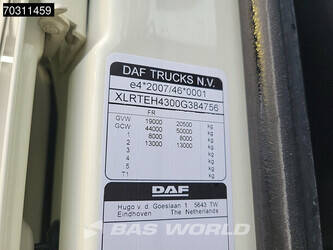 70311459
DAF TRUCKS N.V.
e4*2007/46*0001
XLRTEH4300G384756
FR
GVW 19000 20500 kg
GCW 44000 50000 kg
1 8000 8000 kg
2 13000 13000 kg
3 kg
4 kg
5 kg
T1 kg
DAF
Hugo v.d. Goeslaan 1 5643 TW
Eindhoven The Netherlands
BAS WORLD